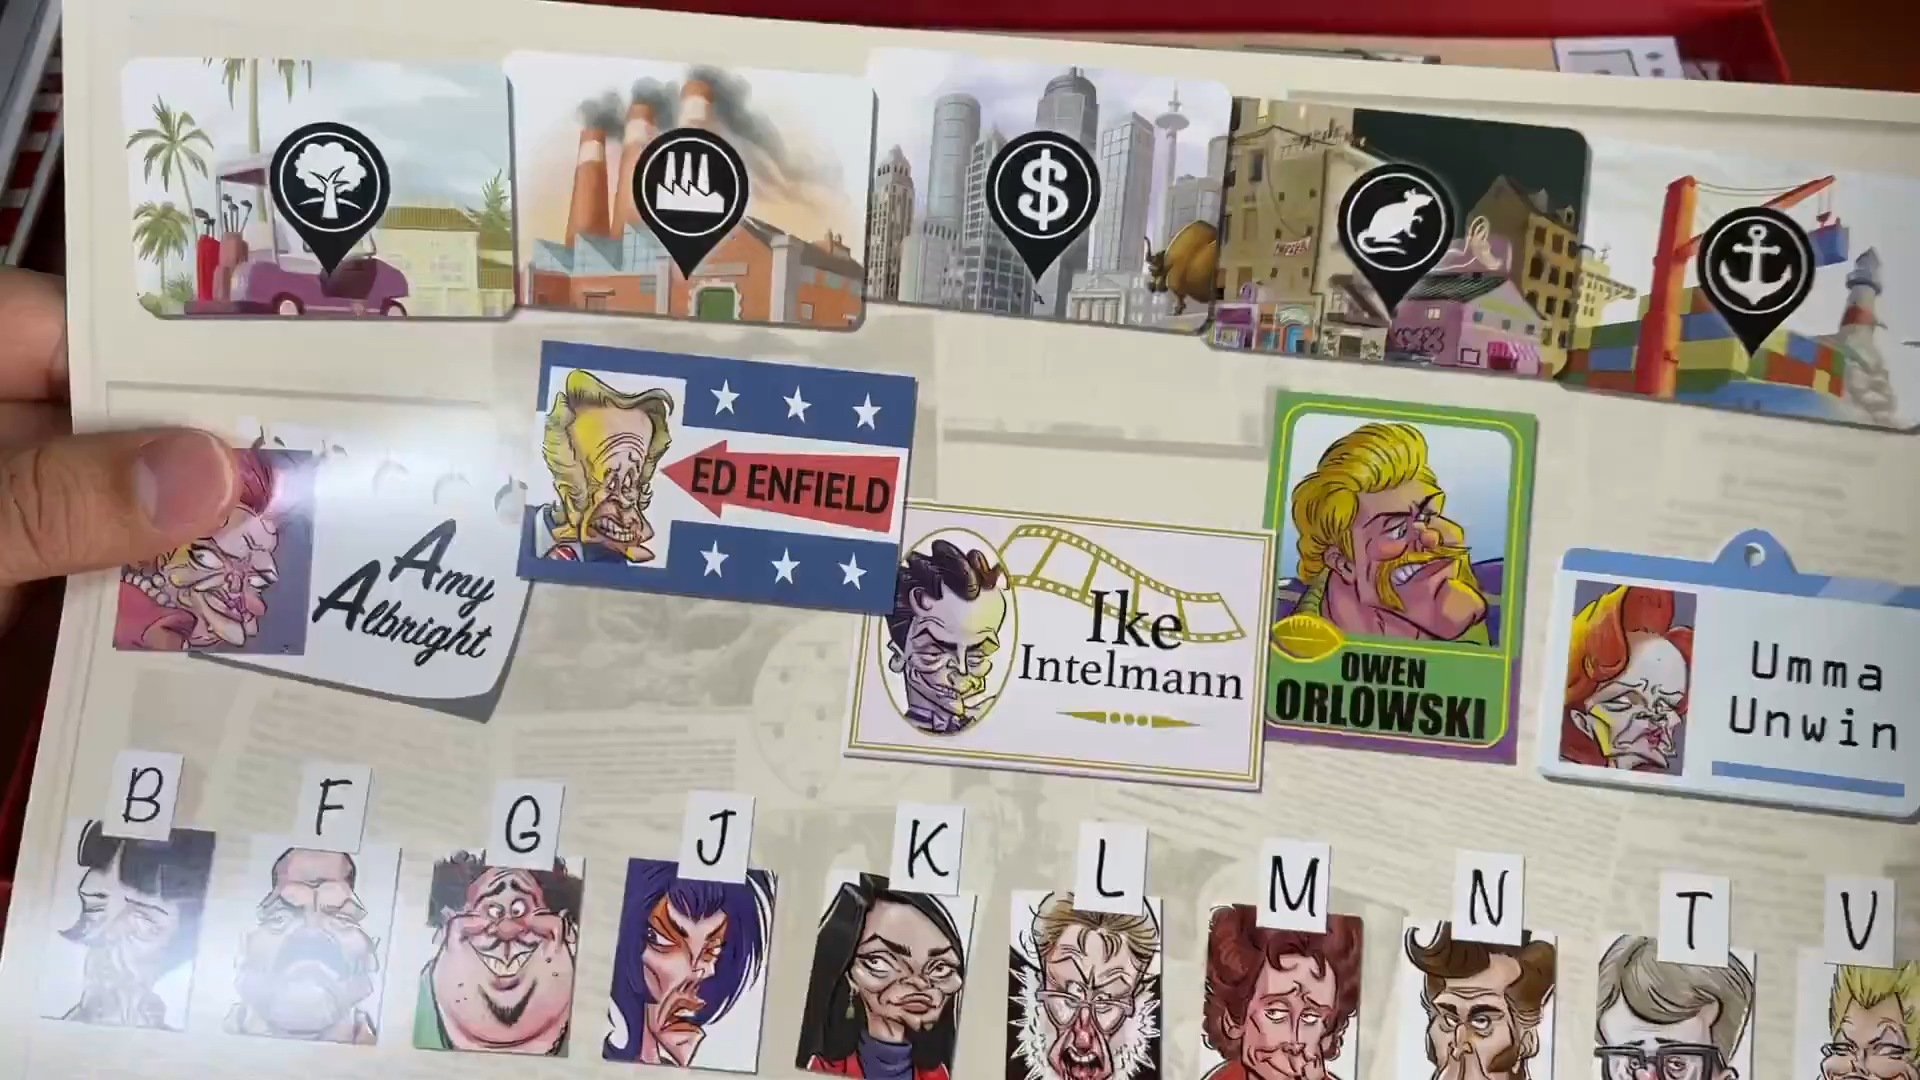 $
ED ENFIELD
Amy
Albright
Ike
Intelmann
OWEN
ORLOWSKI
Umma
Unwin
B
F
G
J
K
L
M
N
T
V